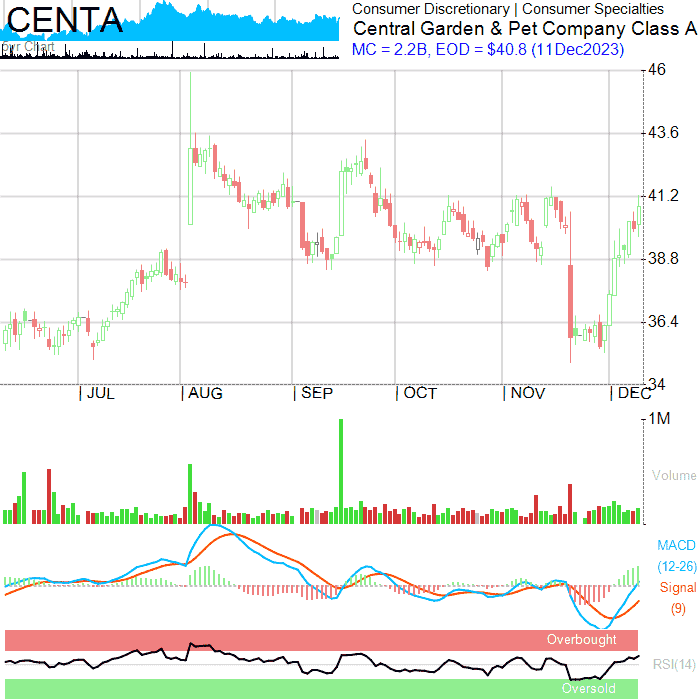 CENTA
5yr Chart
Consumer Discretionary | Consumer Specialties
Central Garden & Pet Company Class A
MC = 2.2B, EOD = $40.8 (11Dec2023)
46
43.6
41.2
38.8
36.4
34
| JUL | AUG | SEP | OCT | NOV | DEC
1M
Volume
MACD
(12-26)
Signal
(9)
Overbought
RSI(14)
Oversold